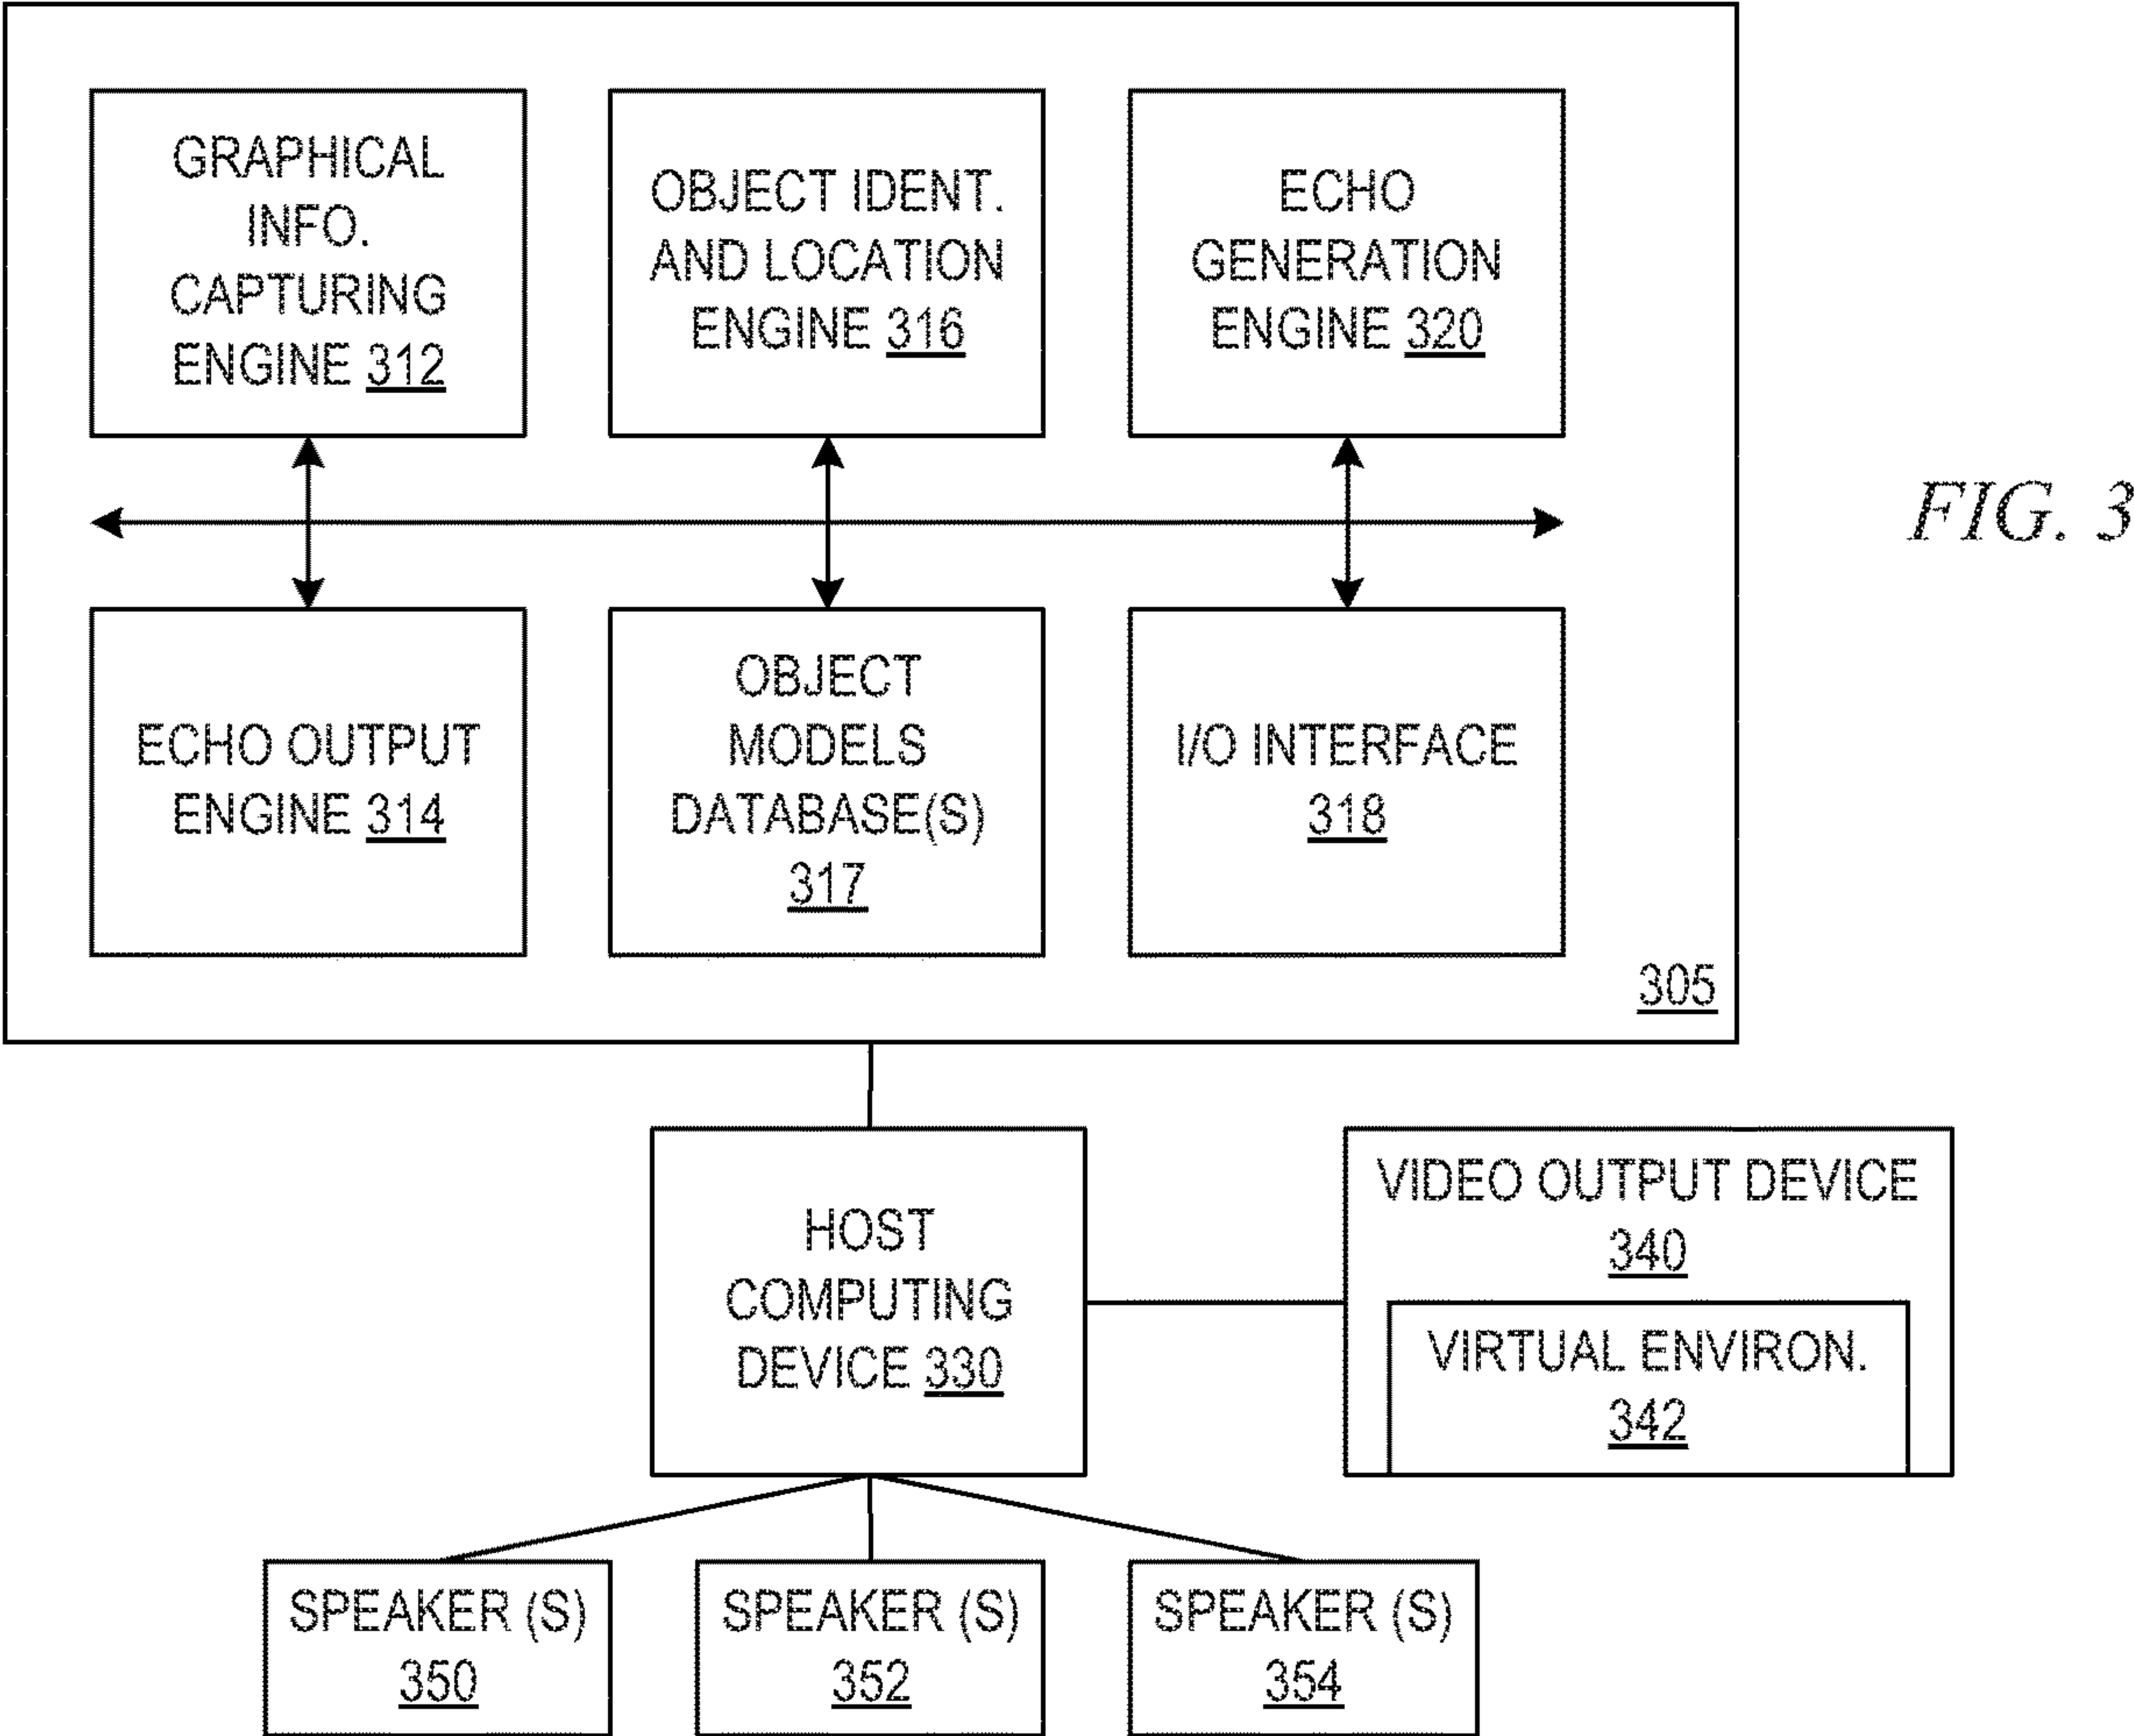 GRAPHICAL
INFO.
CAPTURING
ENGINE 312
OBJECT IDENT.
AND LOCATION
ENGINE 316
ECHO
GENERATION
ENGINE 320
FIG. 3
ECHO OUTPUT
ENGINE 314
OBJECT
MODELS
DATABASE(S)
317
I/O INTERFACE
318
305
HOST
COMPUTING
DEVICE 330
VIDEO OUTPUT DEVICE
340
VIRTUAL ENVIRON.
342
SPEAKER (S)
350
SPEAKER (S)
352
SPEAKER (S)
354